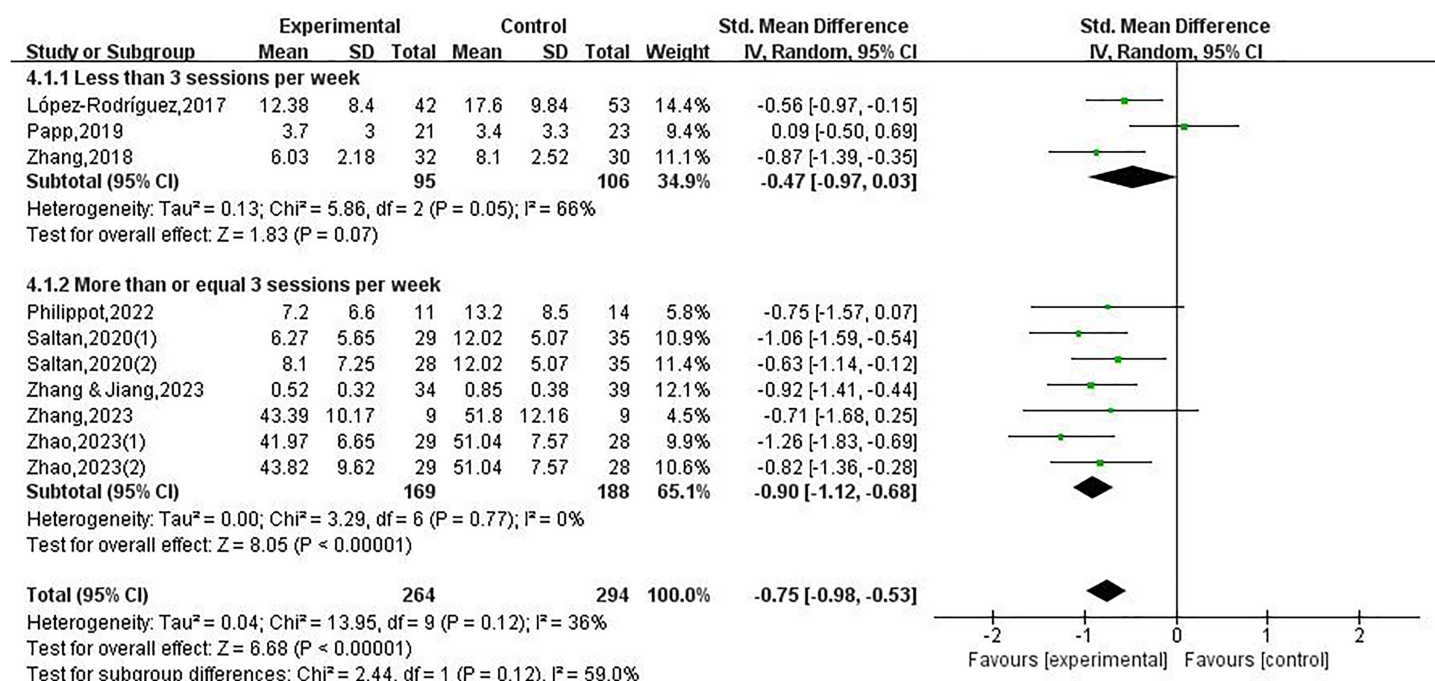 Experimental Control Std. Mean Difference Std. Mean Difference
Study or Subgroup Mean SD Total Mean SD Total Weight IV, Random, 95% CI IV, Random, 95% CI
4.1.1 Less than 3 sessions per week
López-Rodríguez,2017 12.38 8.4 42 17.6 9.84 53 14.4% -0.56 [-0.97, -0.15]
Papp,2019 3.7 3 21 3.4 3.3 23 9.4% 0.09 [-0.50, 0.69]
Zhang,2018 6.03 2.18 32 8.1 2.52 30 11.1% -0.87 [-1.39, -0.35]
Subtotal (95% CI) 95 106 34.9% -0.47 [-0.97, 0.03]
Heterogeneity: Tau² = 0.13; Chi² = 5.86, df = 2 (P = 0.05); I² = 66%
Test for overall effect: Z = 1.83 (P = 0.07)
4.1.2 More than or equal 3 sessions per week
Philippot,2022 7.2 6.6 11 13.2 8.5 14 5.8% -0.75 [-1.57, 0.07]
Saltan,2020(1) 6.27 5.65 29 12.02 5.07 35 10.9% -1.06 [-1.59, -0.54]
Saltan,2020(2) 8.1 7.25 28 12.02 5.07 35 11.4% -0.63 [-1.14, -0.12]
Zhang & Jiang,2023 0.52 0.32 34 0.85 0.38 39 12.1% -0.92 [-1.41, -0.44]
Zhang,2023 43.39 10.17 9 51.8 12.16 9 4.5% -0.71 [-1.68, 0.25]
Zhao,2023(1) 41.97 6.65 29 51.04 7.57 28 9.9% -1.26 [-1.83, -0.69]
Zhao,2023(2) 43.82 9.62 29 51.04 7.57 28 10.6% -0.82 [-1.36, -0.28]
Subtotal (95% CI) 169 188 65.1% -0.90 [-1.12, -0.68]
Heterogeneity: Tau² = 0.00; Chi² = 3.29, df = 6 (P = 0.77); I² = 0%
Test for overall effect: Z = 8.05 (P < 0.00001)
Total (95% CI) 264 294 100.0% -0.75 [-0.98, -0.53]
Heterogeneity: Tau² = 0.04; Chi² = 13.95, df = 9 (P = 0.12); I² = 36%
-2 -1 0 1 2
Test for overall effect: Z = 6.68 (P < 0.00001)
Favours [experimental] Favours [control]
Test for subgroup differences: Chi² = 2.44, df = 1 (P = 0.12), I² = 59.0%